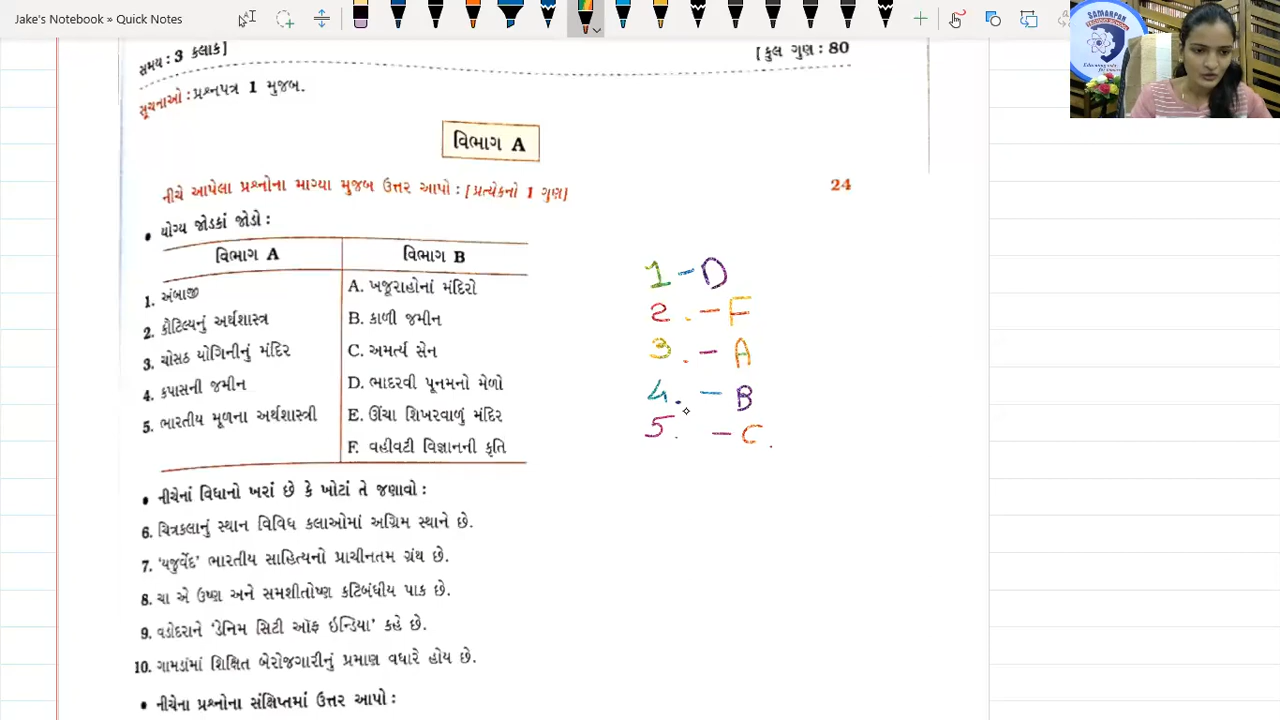 Jake's Notebook » Quick Notes
SAMARPAN
સમય : 3 કલાક]
[ કુલ ગુણ : 80
સૂચનાઓ : પ્રશ્નપત્ર 1 મુજબ.
વિભાગ A
નીચે આપેલા પ્રશ્નોના માગ્યા મુજબ ઉત્તર આપો : [પ્રત્યેકનો 1 ગુણ]
24
• યોગ્ય જોડકાં જોડો :
વિભાગ A
વિભાગ B
1. અંબાજી
A. ખજૂરાહોનાં મંદિરો
2. કૌટિલ્યનું અર્થશાસ્ત્ર
B. કાળી જમીન
3. ચોસઠ યોગિનીનું મંદિર
C. અમર્ત્ય સેન
4. કપાસની જમીન
D. ભાદરવી પૂનમનો મેળો
5. ભારતીય મૂળના અર્થશાસ્ત્રી
E. ઊંચા શિખરવાળું મંદિર
F. વહીવટી વિજ્ઞાનની કૃતિ
1 - D
2. - F
3. - A
4. - B
5. - C.
• નીચેનાં વિધાનો ખરાં છે કે ખોટાં તે જણાવો :
6. ચિત્રકલાનું સ્થાન વિવિધ કલાઓમાં અગ્રિમ સ્થાને છે.
7. 'યજુર્વેદ' ભારતીય સાહિત્યનો પ્રાચીનતમ ગ્રંથ છે.
8. ચા એ ઉષ્ણ અને સમશીતોષ્ણ કટિબંધીય પાક છે.
9. વડોદરાને 'ડેનિમ સિટી ઑફ ઇન્ડિયા' કહે છે.
10. ગામડાંમાં શિક્ષિત બેરોજગારીનું પ્રમાણ વધારે હોય છે.
• નીચેના પ્રશ્નોના સંક્ષિપ્તમાં ઉત્તર આપો :